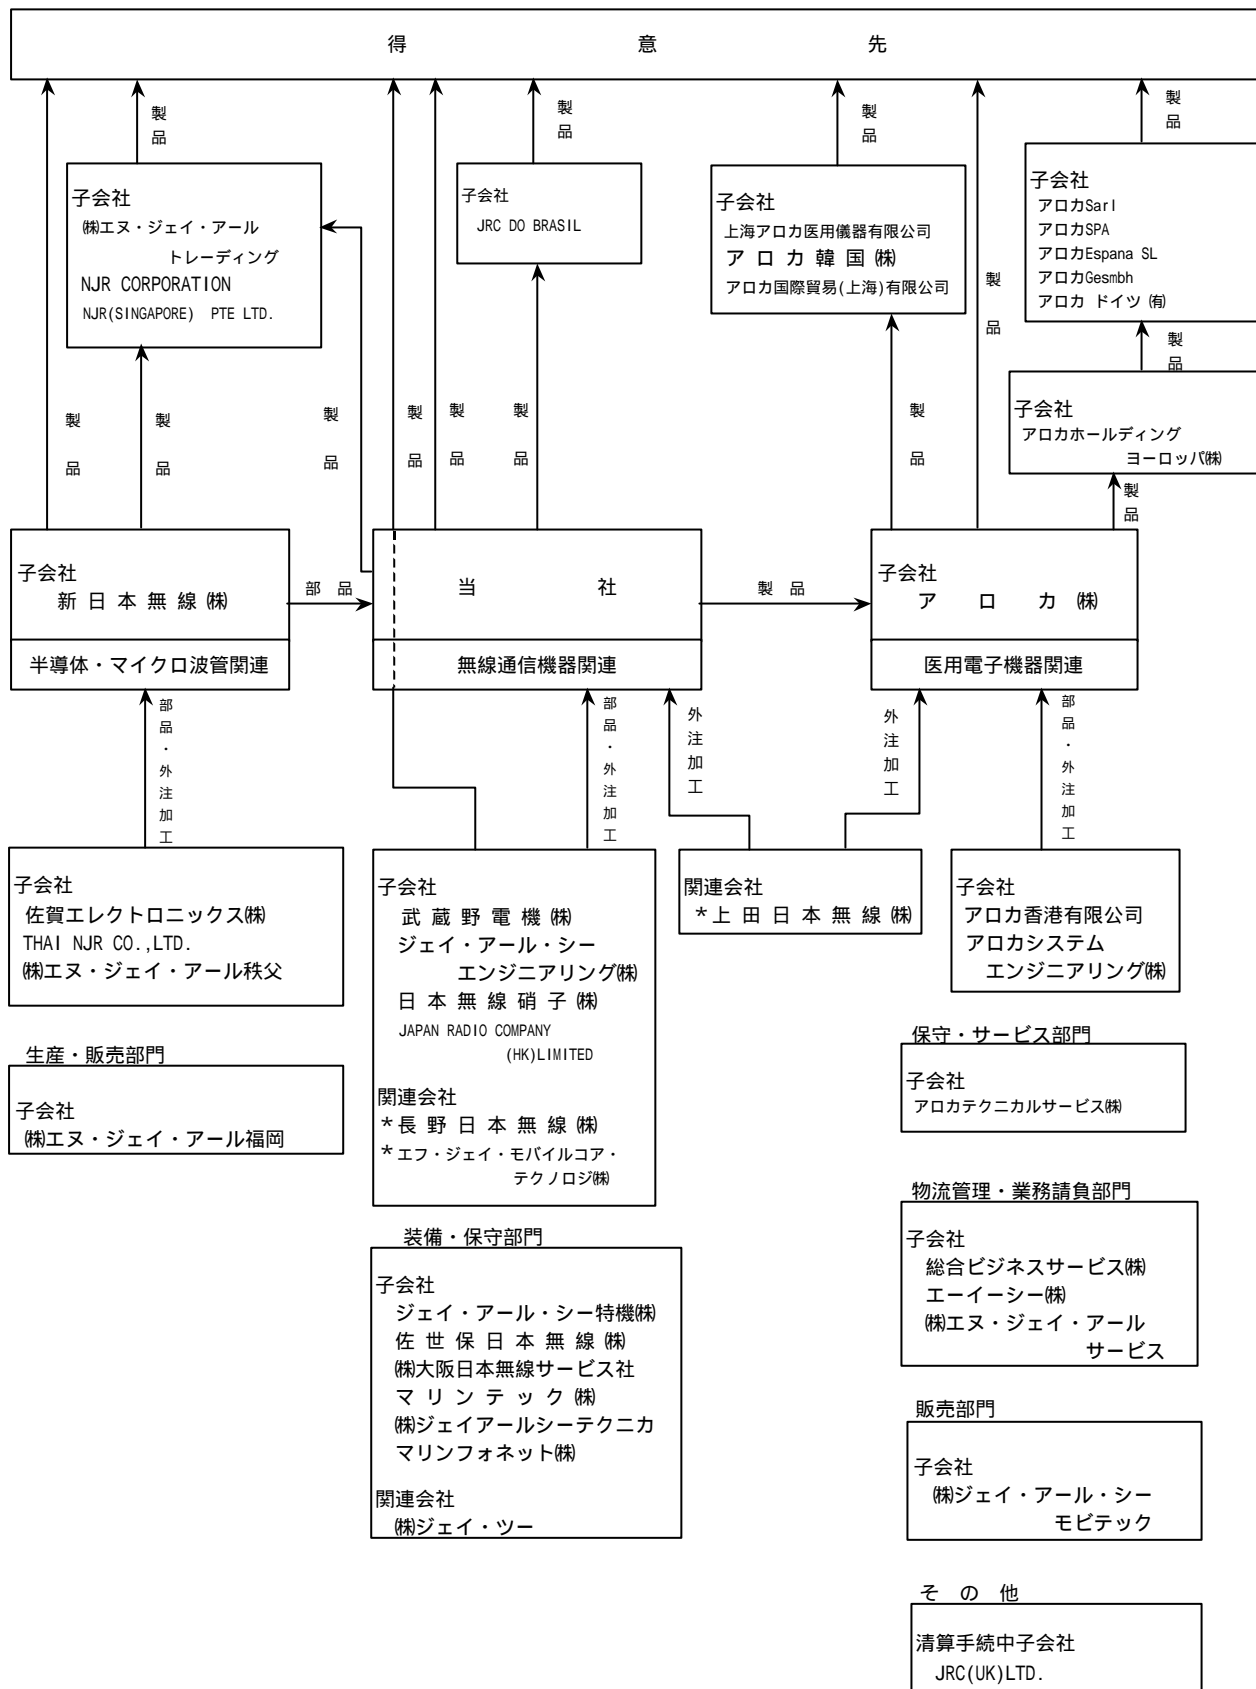 得 意 先
製品
製品
製品
製品
子会社
㈱エヌ・ジェイ・アール
トレーディング
NJR CORPORATION
NJR(SINGAPORE) PTE LTD.
子会社
JRC DO BRASIL
子会社
上海アロカ医用儀器有限公司
アロカ韓国㈱
アロカ国際貿易(上海)有限公司
子会社
アロカSarl
アロカSPA
アロカEspana SL
アロカGesmbh
アロカ ドイツ㈲
製品
製品
子会社
アロカホールディング
ヨーロッパ㈱
製品
製品
製品
製品
製品
製品
製品
製品
子会社
新日本無線㈱
半導体・マイクロ波管関連
部品
当 社
無線通信機器関連
製品
子会社
ア ロ カ ㈱
医用電子機器関連
部品・外注加工
部品・外注加工
外注加工
外注加工
部品・外注加工
子会社
佐賀エレクトロニックス㈱
THAI NJR CO.,LTD.
㈱エヌ・ジェイ・アール秩父
生産・販売部門
子会社
㈱エヌ・ジェイ・アール福岡
子会社
武蔵野電機㈱
ジェイ・アール・シー
エンジニアリング㈱
日本無線硝子㈱
JAPAN RADIO COMPANY
(HK)LIMITED
関連会社
*長野日本無線㈱
*エフ・ジェイ・モバイルコア・
テクノロジ㈱
装備・保守部門
子会社
ジェイ・アール・シー特機㈱
佐世保日本無線㈱
㈱大阪日本無線サービス社
マリンテック㈱
㈱ジェイアールシーテクニカ
マリンフォネット㈱
関連会社
㈱ジェイ・ツー
関連会社
*上田日本無線㈱
子会社
アロカ香港有限公司
アロカシステム
エンジニアリング㈱
保守・サービス部門
子会社
アロカテクニカルサービス㈱
物流管理・業務請負部門
子会社
総合ビジネスサービス㈱
エーイーシー㈱
㈱エヌ・ジェイ・アール
サービス
販売部門
子会社
㈱ジェイ・アール・シー
モビテック
そ の 他
清算手続中子会社
JRC(UK)LTD.